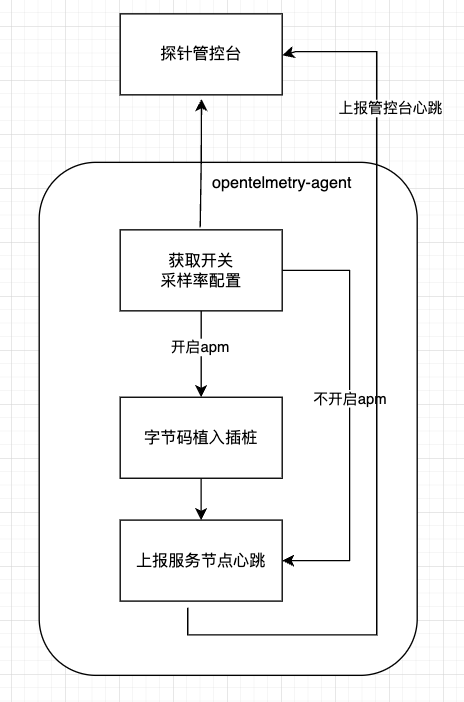 探针管控台
上报管控台心跳
opentelmetry-agent
获取开关
采样率配置
开启apm
不开启apm
字节码植入插桩
上报服务节点心跳